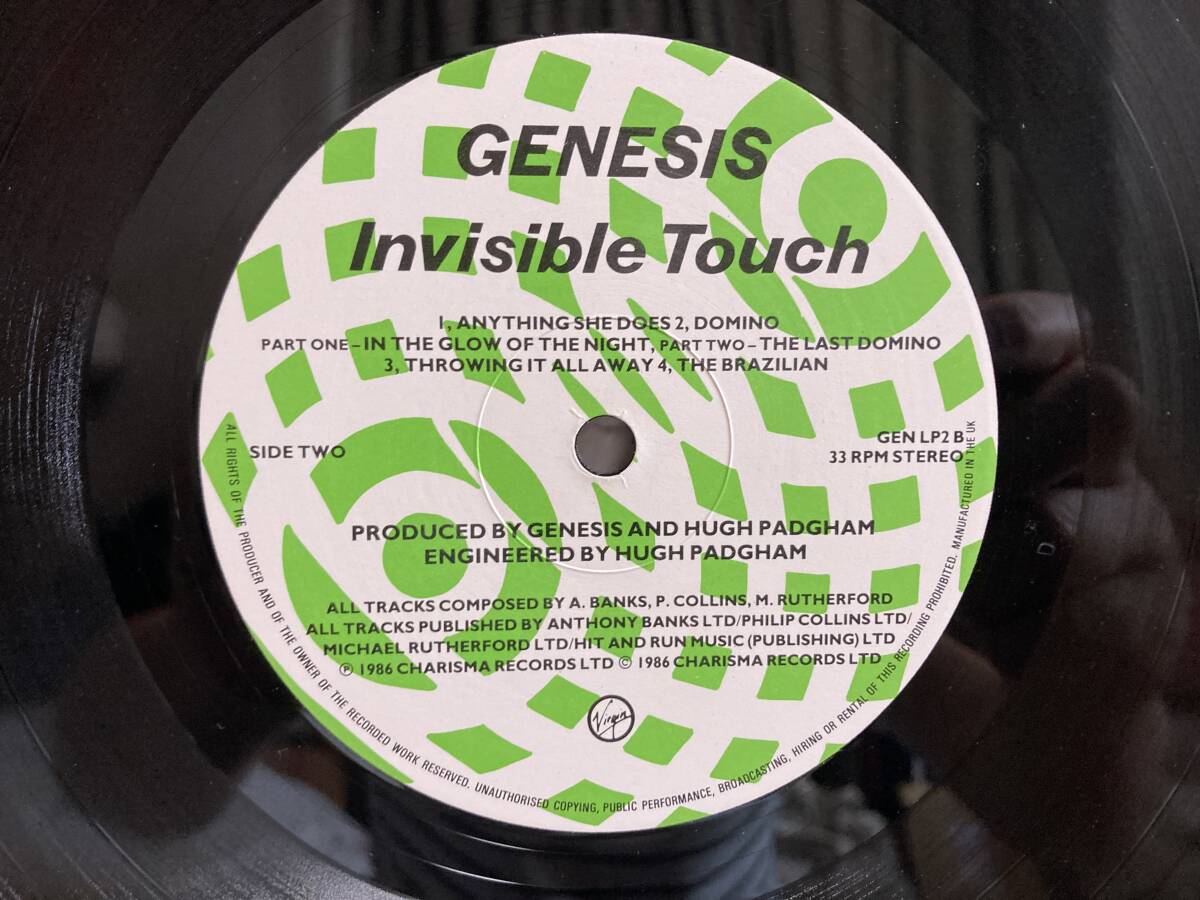 GENESIS
Invisible Touch
1, ANYTHING SHE DOES 2, DOMINO
PART ONE – IN THE GLOW OF THE NIGHT, PART TWO – THE LAST DOMINO
3, THROWING IT ALL AWAY 4, THE BRAZILIAN
SIDE TWO
GEN LP2 B
33 RPM STEREO
PRODUCED BY GENESIS AND HUGH PADGHAM
ENGINEERED BY HUGH PADGHAM
ALL TRACKS COMPOSED BY A. BANKS, P. COLLINS, M. RUTHERFORD
ALL TRACKS PUBLISHED BY ANTHONY BANKS LTD/PHILIP COLLINS LTD/
MICHAEL RUTHERFORD LTD/HIT AND RUN MUSIC (PUBLISHING) LTD
℗ 1986 CHARISMA RECORDS LTD © 1986 CHARISMA RECORDS LTD
Virgin
ALL RIGHTS OF THE PRODUCER AND OF THE OWNER OF THE RECORDED WORK RESERVED. UNAUTHORISED COPYING, PUBLIC PERFORMANCE, BROADCASTING, HIRING OR RENTAL OF THIS RECORDING PROHIBITED. MANUFACTURED IN THE UK
D